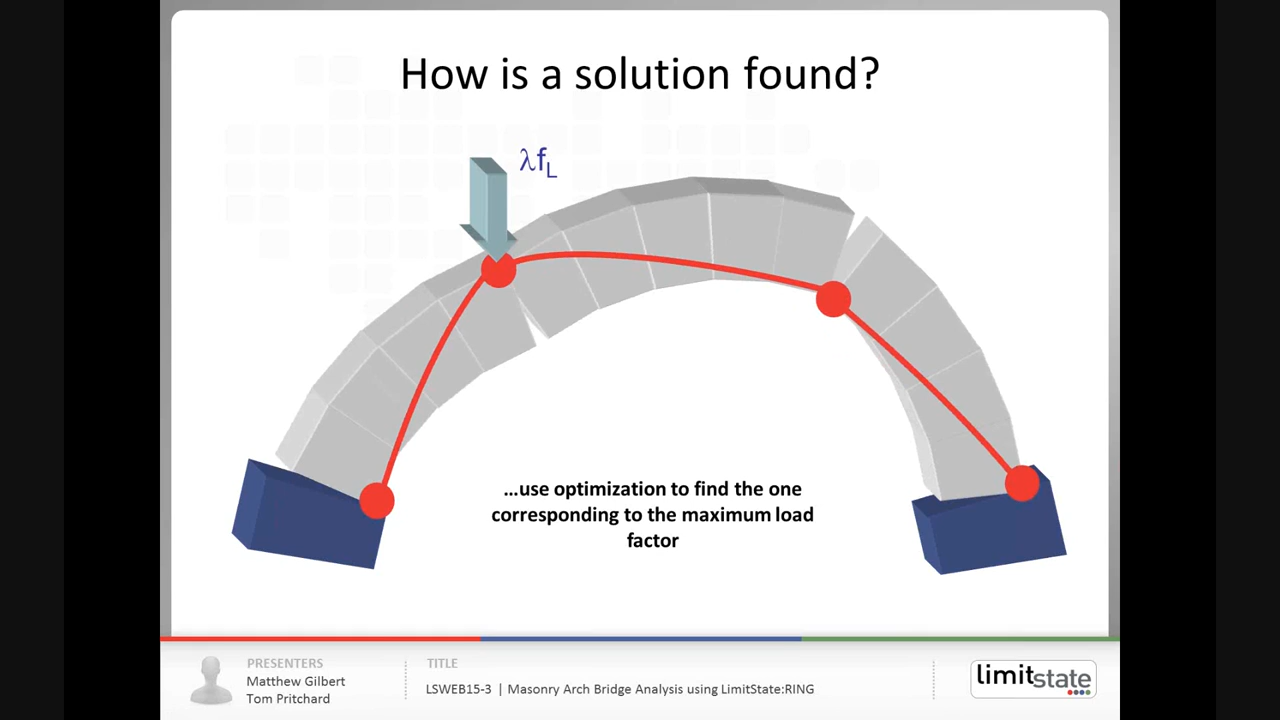 How is a solution found?
λfL
...use optimization to find the one
corresponding to the maximum load
factor
PRESENTERS
Matthew Gilbert
Tom Pritchard
TITLE
LSWEB15-3 | Masonry Arch Bridge Analysis using LimitState:RING
limitstate